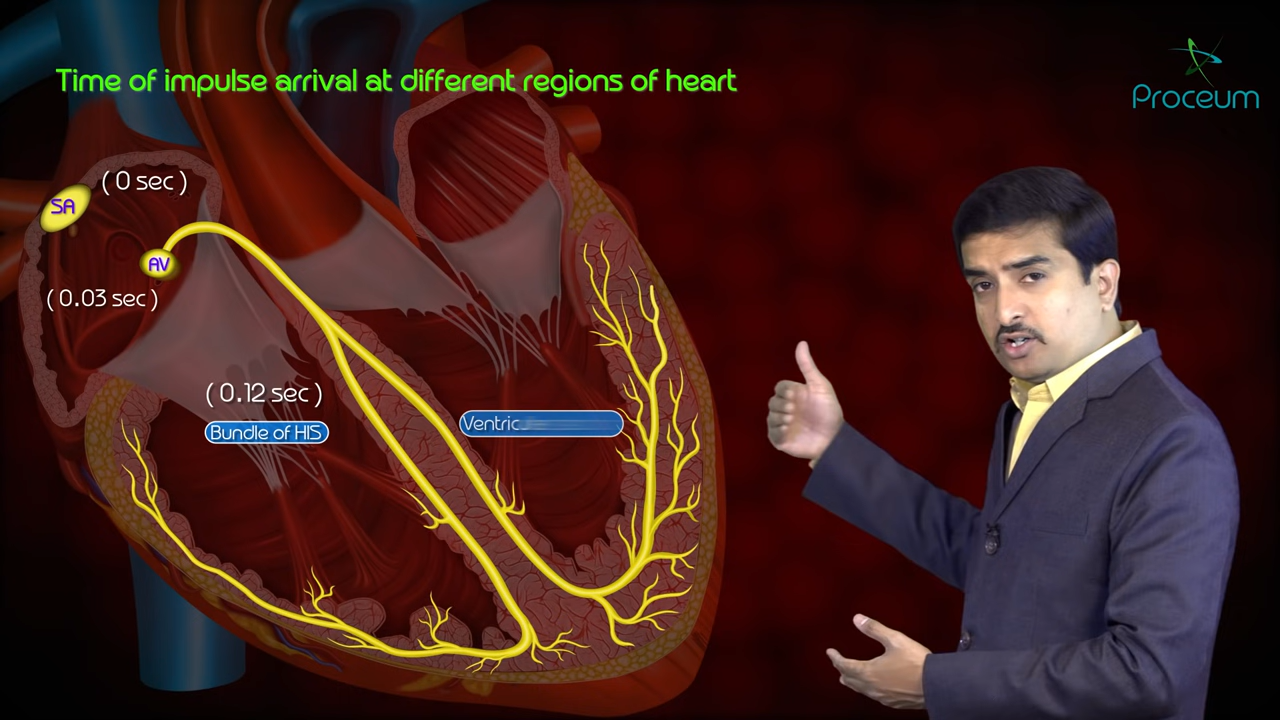 Time of impulse arrival at different regions of heart
Proceum
( 0 sec )
SA
AV
( 0.03 sec )
( 0.12 sec )
Bundle of HIS
Ventric